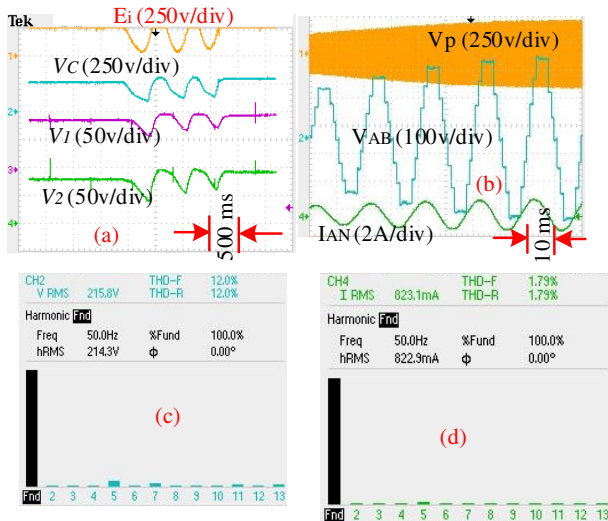 Tek
Ei (250v/div)
1
VC (250v/div)
2
V1 (50v/div)
3
V2 (50v/div)
4
(a)
500 ms
1
Vp (250v/div)
2
VAB (100v/div)
(b)
4
IAN (2A/div)
10 ms
CH2 THD-F 12.0%
V RMS 215.8V THD-R 12.0%
Harmonic Fnd
Freq 50.0Hz %Fund 100.0%
hRMS 214.3V ϕ 0.00°
(c)
Fnd 2 3 4 5 6 7 8 9 10 11 12 13
CH4 THD-F 1.79%
I RMS 823.1mA THD-R 1.79%
Harmonic Fnd
Freq 50.0Hz %Fund 100.0%
hRMS 822.9mA ϕ 0.00°
(d)
Fnd 2 3 4 5 6 7 8 9 10 11 12 13